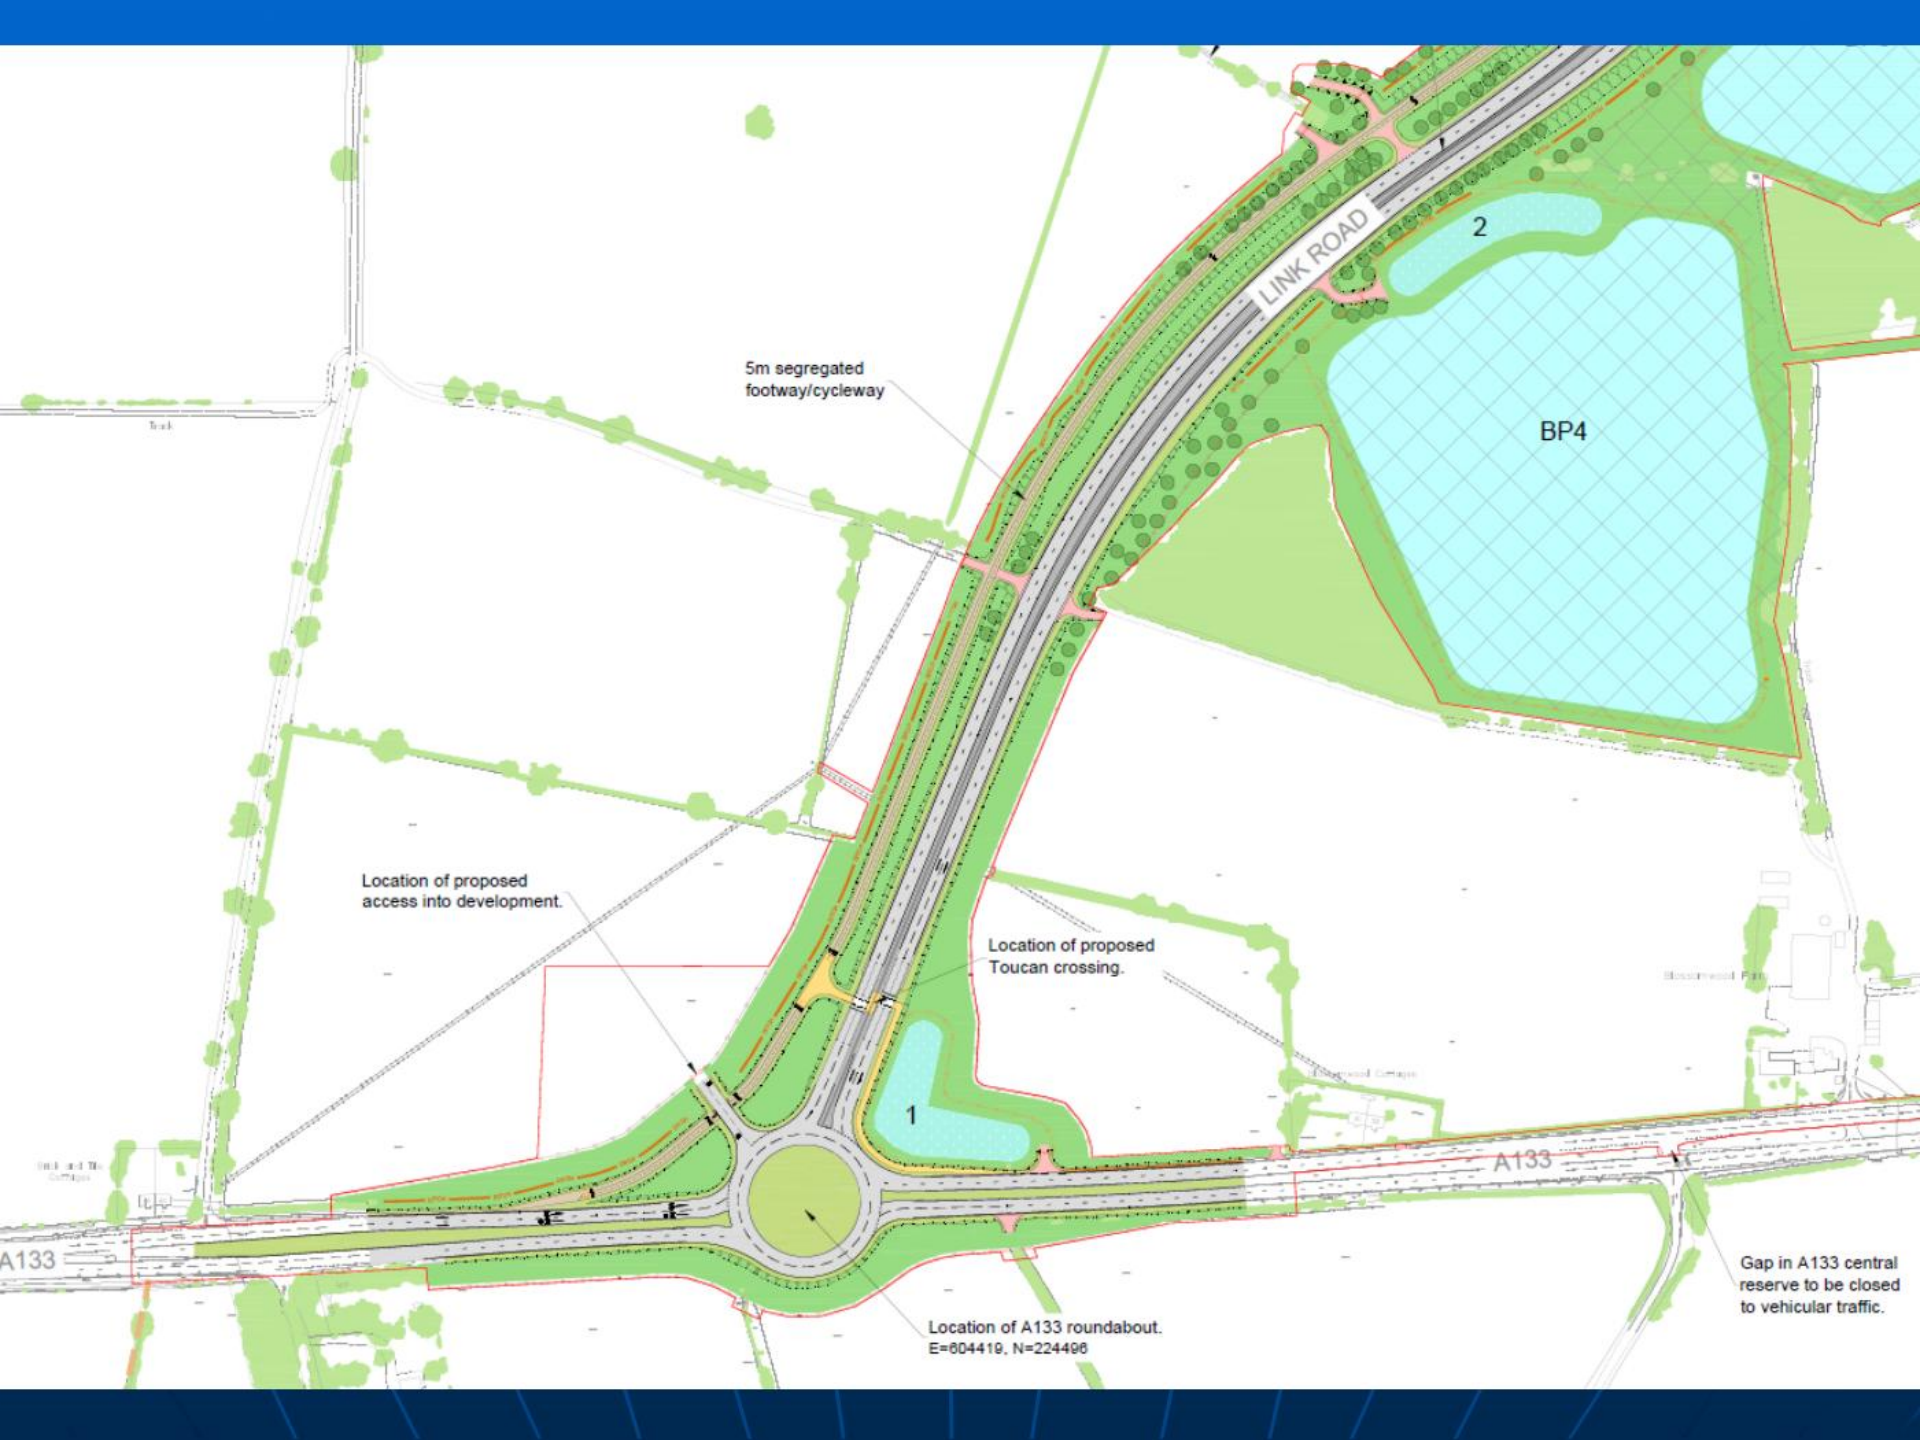 2
LINK ROAD
5m segregated
footway/cycleway
Track
BP4
Location of proposed
access into development.
Location of proposed
Toucan crossing.
1
A133
A133
Gap in A133 central
reserve to be closed
to vehicular traffic.
Location of A133 roundabout.
E=604419, N=224496